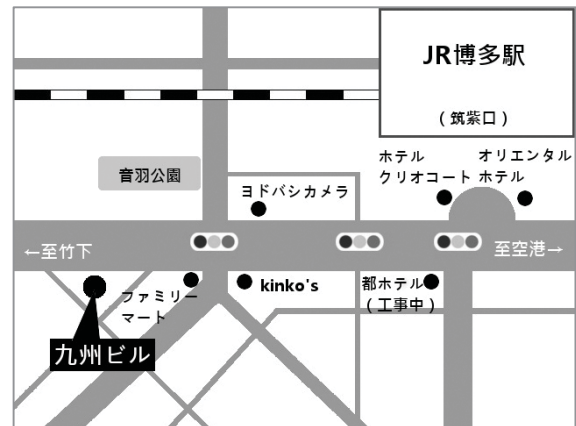 JR博多駅
(筑紫口)
ホテル
クリオコート
オリエンタル
ホテル
音羽公園
ヨドバシカメラ
←至竹下
至空港→
ファミリー
マート
kinko's
都ホテル
(工事中)
九州ビル